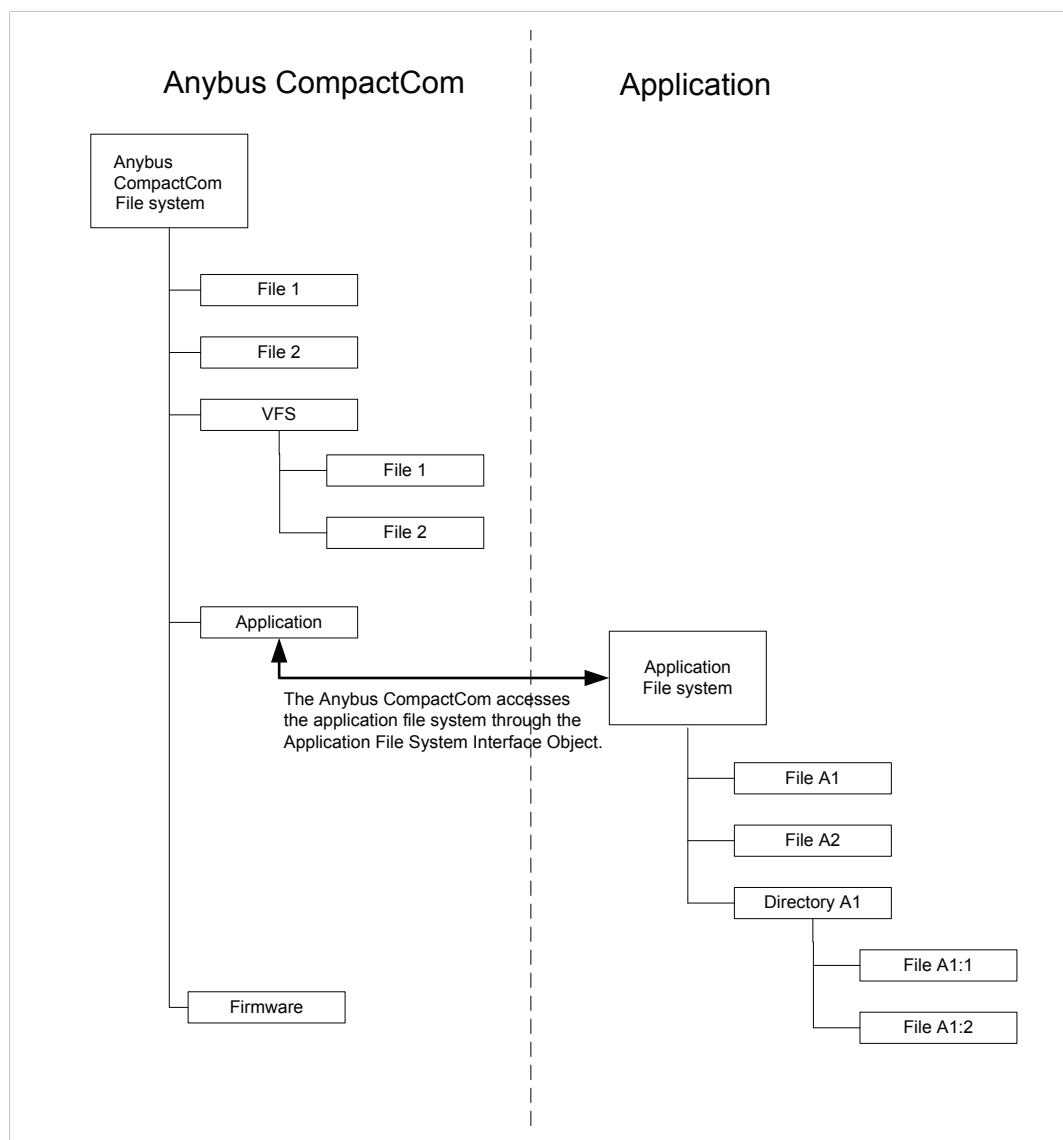 Anybus CompactCom
Application
Anybus
CompactCom
File system
File 1
File 2
VFS
File 1
File 2
Application
The Anybus CompactCom accesses
the application file system through the
Application File System Interface Object.
Application
File system
File A1
File A2
Directory A1
File A1:1
Firmware
File A1:2